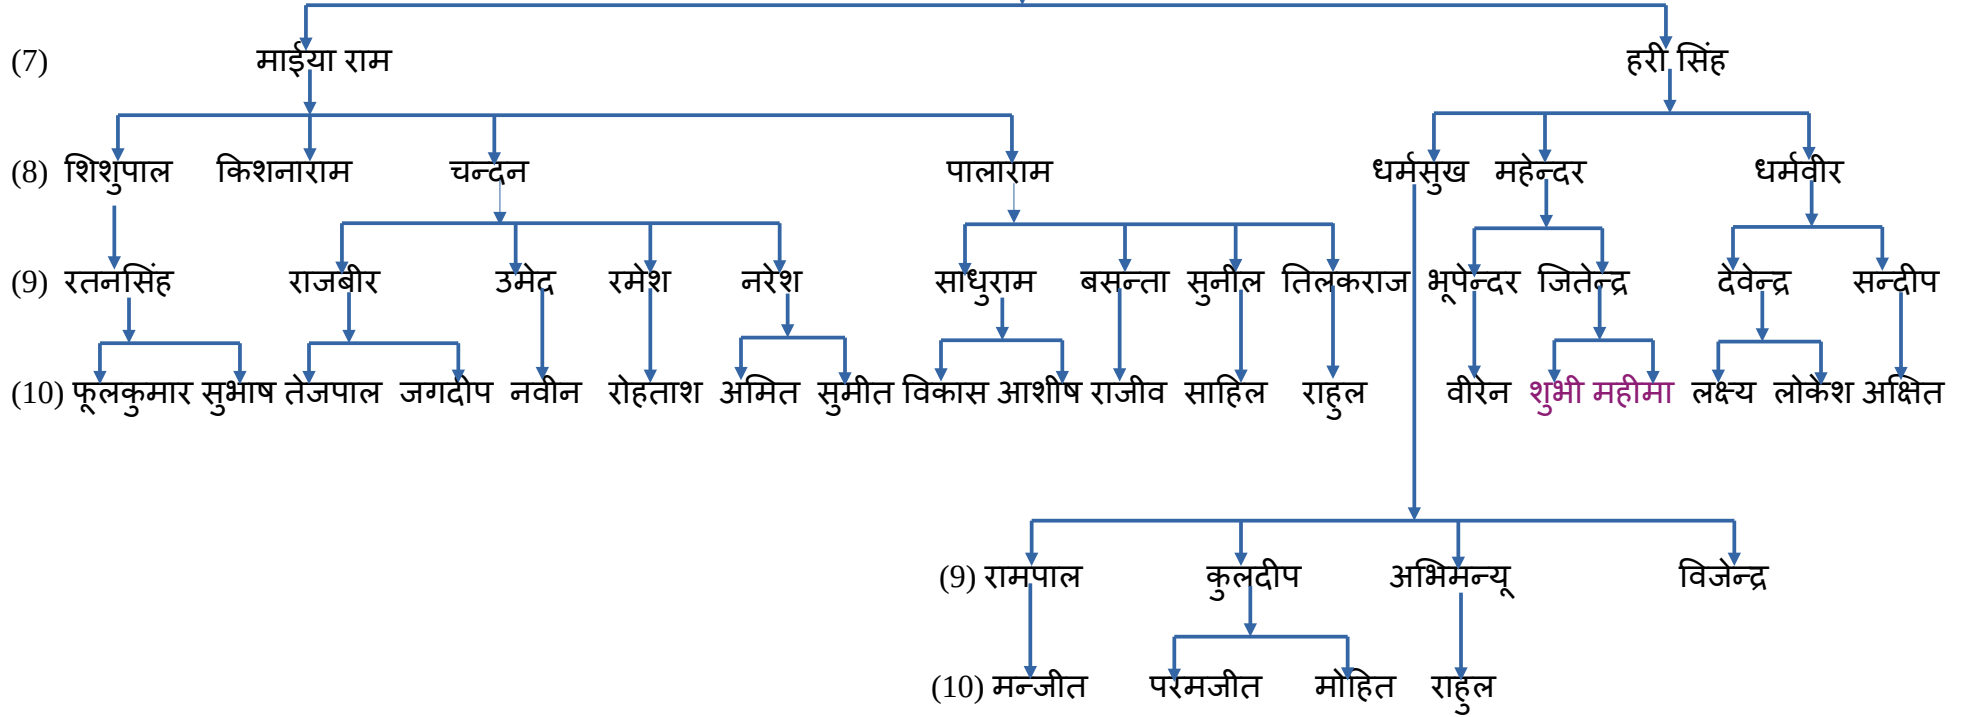 (7) माईया राम हरी सिंह
(8) शिशुपाल किशनाराम चन्दन पालाराम धर्मसुख महेन्दर धर्मवीर
(9) रतनसिंह राजबीर उमेद रमेश नरेश साधुराम बसन्ता सुनील तिलकराज भूपेन्दर जितेन्द्र देवेन्द्र सन्दीप
(10) फूलकुमार सुभाष तेजपाल जगदीप नवीन रोहताश अमित सुमीत विकास आशीष राजीव साहिल राहुल वीरेन शुभी महीमा लक्ष्य लोकेश अक्षित
(9) रामपाल कुलदीप अभिमन्यू विजेन्द्र
(10) मन्जीत परमजीत मोहित राहुल